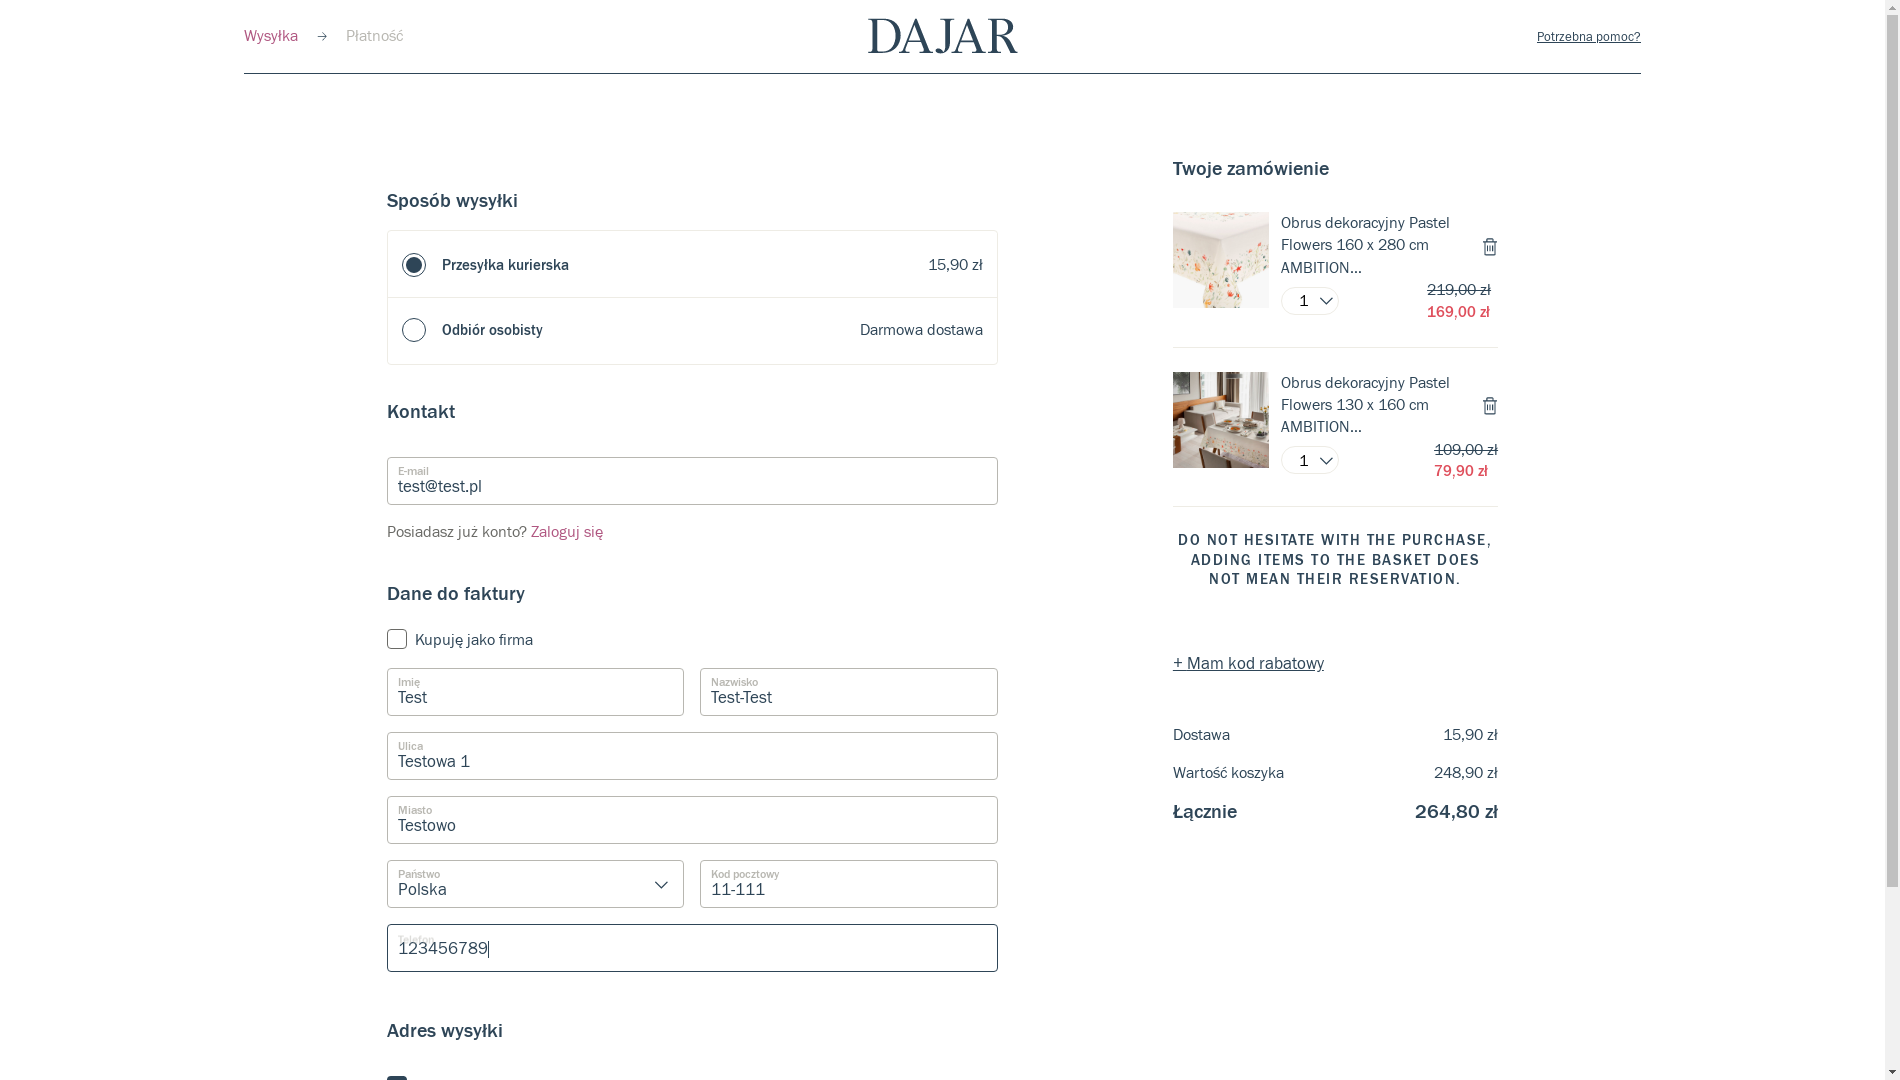 Wysyłka → Płatność
DAJAR
Potrzebna pomoc?
Sposób wysyłki
Przesyłka kurierska 15,90 zł
Odbiór osobisty Darmowa dostawa
Kontakt
E-mail
test@test.pl
Posiadasz już konto? Zaloguj się
Dane do faktury
Kupuję jako firma
Imię
Test
Nazwisko
Test-Test
Ulica
Testowa 1
Miasto
Testowo
Państwo
Polska
Kod pocztowy
11-111
Telefon
123456789
Adres wysyłki
Twoje zamówienie
Obrus dekoracyjny Pastel
Flowers 160 x 280 cm
AMBITION...
1
219,00 zł
169,00 zł
Obrus dekoracyjny Pastel
Flowers 130 x 160 cm
AMBITION...
1
109,00 zł
79,90 zł
DO NOT HESITATE WITH THE PURCHASE,
ADDING ITEMS TO THE BASKET DOES
NOT MEAN THEIR RESERVATION.
+ Mam kod rabatowy
Dostawa 15,90 zł
Wartość koszyka 248,90 zł
Łącznie 264,80 zł